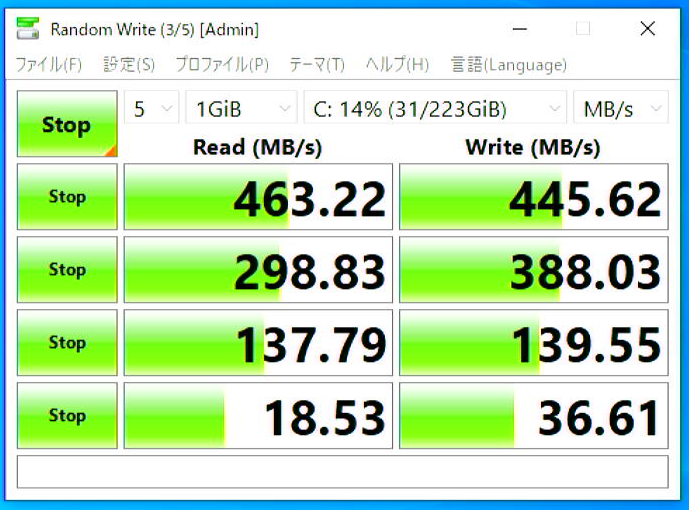 Random Write (3/5) [Admin]
ファイル(F) 設定(S) プロファイル(P) テーマ(T) ヘルプ(H) 言語(Language)
Stop 5 1GiB C: 14% (31/223GiB) MB/s
Read (MB/s) Write (MB/s)
Stop 463.22 445.62
Stop 298.83 388.03
Stop 137.79 139.55
Stop 18.53 36.61